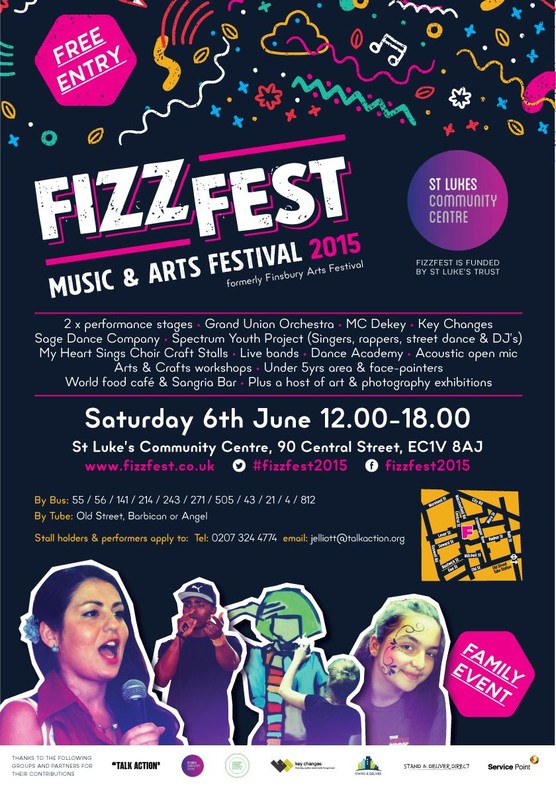 FREE
ENTRY
FIZZFEST
MUSIC & ARTS FESTIVAL 2015
formerly Finsbury Arts Festival
ST LUKES
COMMUNITY
CENTRE
FIZZFEST IS FUNDED
BY ST LUKE'S TRUST
2 x performance stages • Grand Union Orchestra • MC Dekey • Key Changes
Sage Dance Company • Spectrum Youth Project (Singers, rappers, street dance & DJ's)
My Heart Sings Choir Craft Stalls • Live bands • Dance Academy • Acoustic open mic
Arts & Crafts workshops • Under 5yrs area & face-painters
World food café & Sangria Bar • Plus a host of art & photography exhibitions
Saturday 6th June 12.00-18.00
St Luke's Community Centre, 90 Central Street, EC1V 8AJ
www.fizzfest.co.uk #fizzfest2015 fizzfest2015
By Bus: 55 / 56 / 141 / 214 / 243 / 271 / 505 / 43 / 21 / 4 / 812
By Tube: Old Street, Barbican or Angel
Stall holders & performers apply to: Tel: 0207 324 4774 email: jelliott@talkaction.org
FAMILY
EVENT
THANKS TO THE FOLLOWING
GROUPS AND PARTNERS FOR
THEIR CONTRIBUTIONS
"TALK ACTION"
key changes
STAND & DELIVER.DIRECT
Service Point